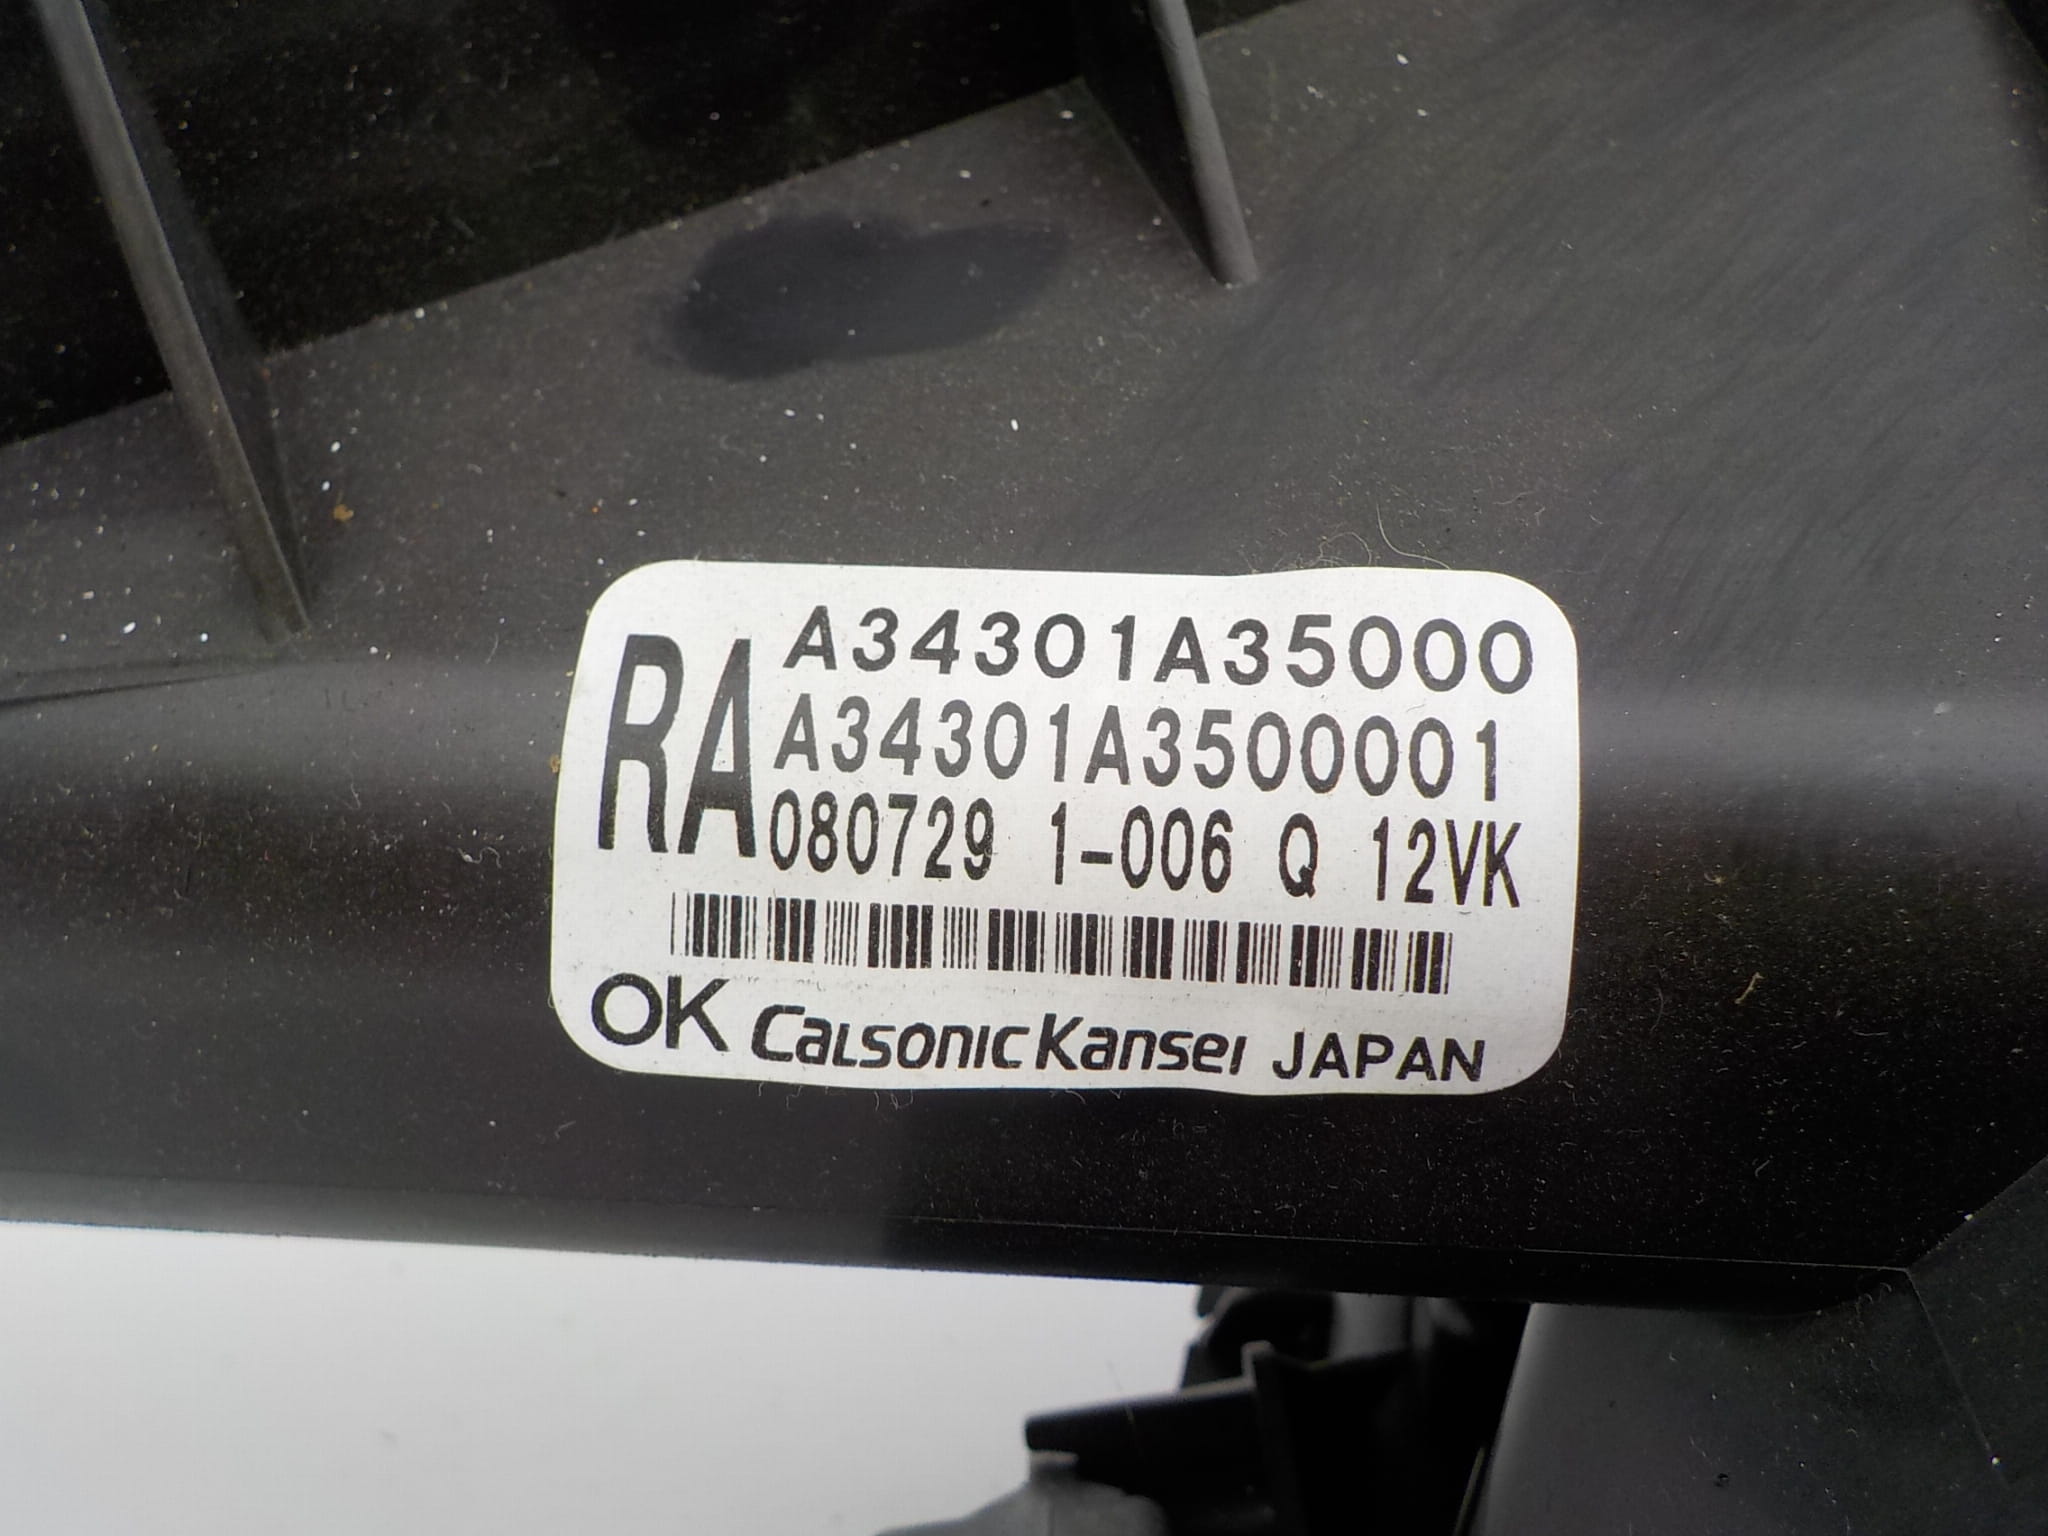 RA
A34301A35000
A34301A3500001
080729 1-006 Q 12VK
OK CalsonicKansei JAPAN